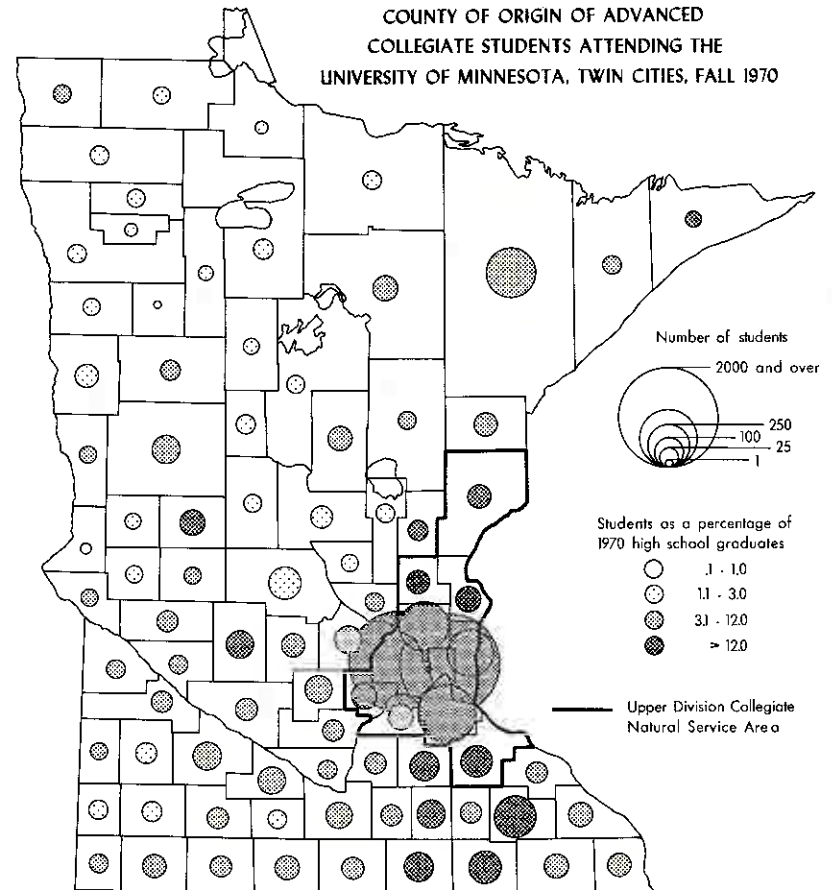 COUNTY OF ORIGIN OF ADVANCED
COLLEGIATE STUDENTS ATTENDING THE
UNIVERSITY OF MINNESOTA, TWIN CITIES, FALL 1970
Number of students
2000 and over
250
100
25
1
Students as a percentage of
1970 high school graduates
.1 - 1.0
1.1 - 3.0
3.1 - 12.0
> 12.0
Upper Division Collegiate
Natural Service Area